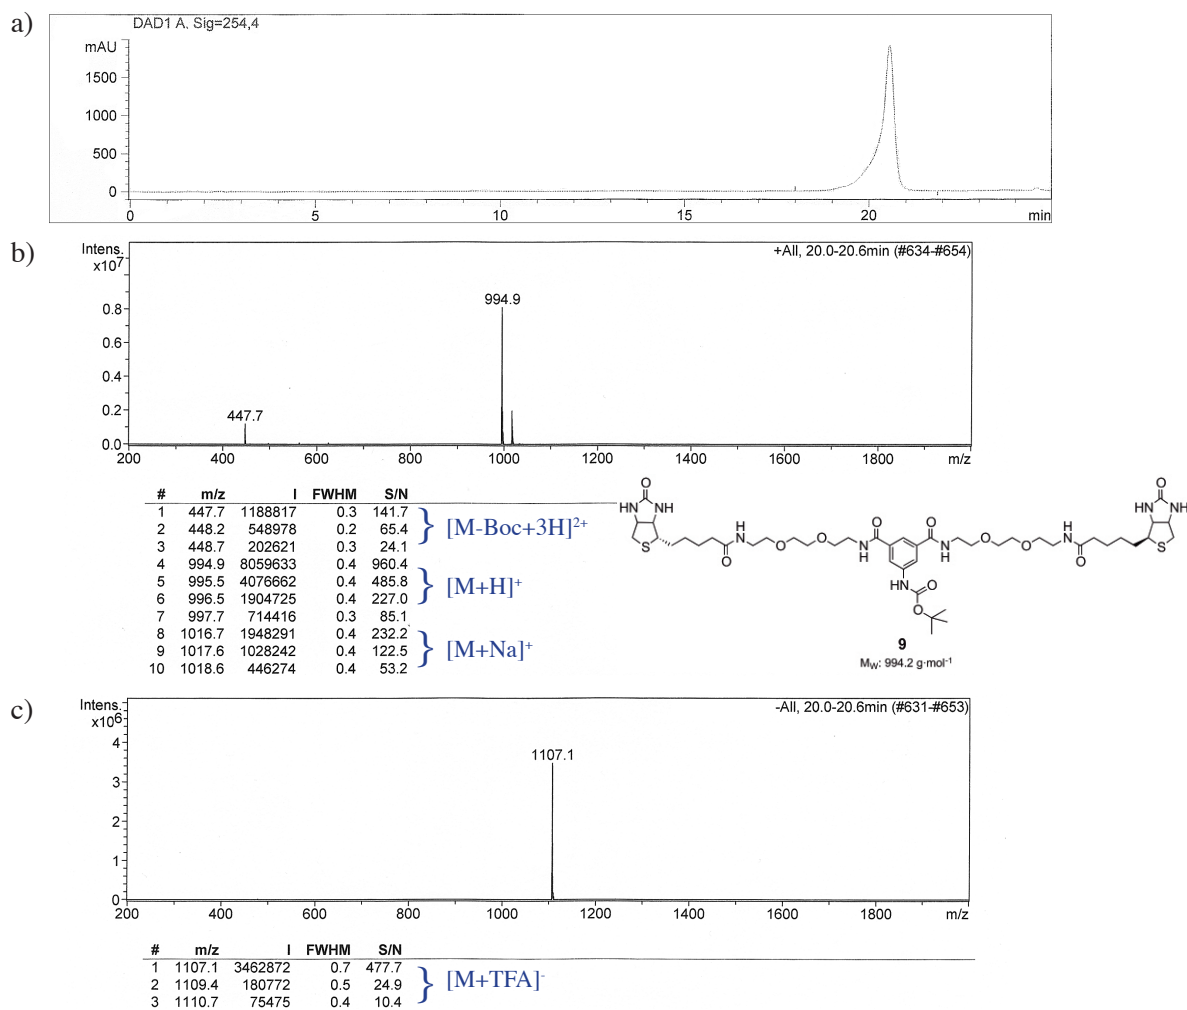 a)
DAD1 A, Sig=254,4
mAU
1500
1000
500
0
0 5 10 15 20 min
b)
Intens.
x10⁷
+All, 20.0-20.6min (#634-#654)
994.9
0.8
0.6
0.4
0.2
447.7
0.0
200 400 600 800 1000 1200 1400 1600 1800 m/z
# m/z I FWHM S/N
1 447.7 1188817 0.3 141.7
2 448.2 548978 0.2 65.4
3 448.7 202621 0.3 24.1
[M-Boc+3H]²⁺
4 994.9 8059633 0.4 960.4
5 995.5 4076662 0.4 485.8
6 996.5 1904725 0.4 227.0
[M+H]⁺
7 997.7 714416 0.3 85.1
8 1016.7 1948291 0.4 232.2
9 1017.6 1028242 0.4 122.5
10 1018.6 446274 0.4 53.2
[M+Na]⁺
O O
HN NH HN NH
S H N O O O N H O O N H O O H N O S
HN O
O
9
Mw: 994.2 g·mol⁻¹
c)
Intens.
x10⁶
-All, 20.0-20.6min (#631-#653)
1107.1
4
3
2
1
0
200 400 600 800 1000 1200 1400 1600 1800 m/z
# m/z I FWHM S/N
1 1107.1 3462872 0.7 477.7
2 1109.4 180772 0.5 24.9
3 1110.7 75475 0.4 10.4
[M+TFA]⁻